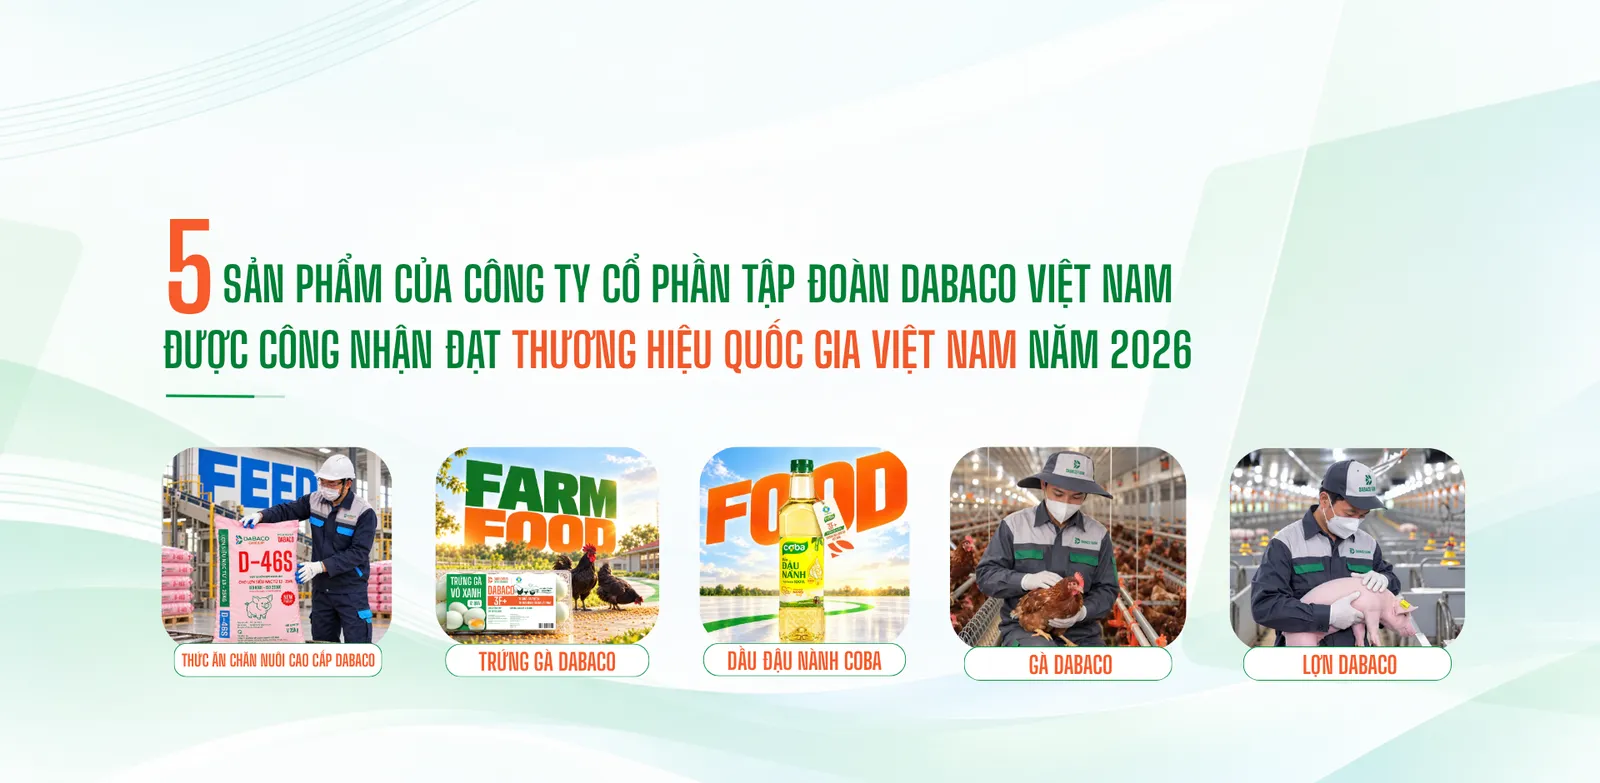 5 SẢN PHẨM CỦA CÔNG TY CỔ PHẦN TẬP ĐOÀN DABACO VIỆT NAM
ĐƯỢC CÔNG NHẬN ĐẠT THƯƠNG HIỆU QUỐC GIA VIỆT NAM NĂM 2026
FEED
DABACO
D-46S
D-46S
THỨC ĂN CHĂN NUÔI CAO CẤP DABACO
FARM
FOOD
TRỨNG GÀ
VỎ XANH
DABACO
3F+
TRỨNG GÀ DABACO
FOOD
coba
DẦU
ĐẬU
NÀNH
DẦU ĐẬU NÀNH COBA
GÀ DABACO
LỢN DABACO